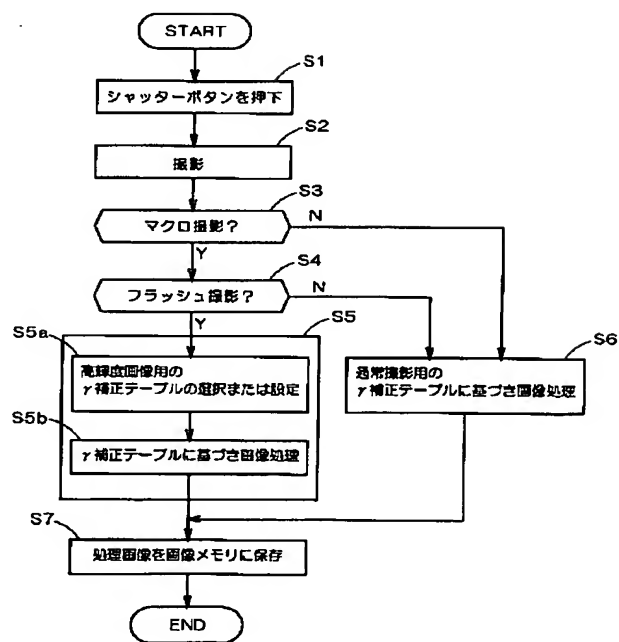 START
S1
シャッターボタンを押下
S2
撮影
S3
マクロ撮影?
N
Y
S4
フラッシュ撮影?
N
Y
S5
S5a
高輝度画像用の
γ補正テーブルの選択または設定
S5b
γ補正テーブルに基づき画像処理
S6
通常撮影用の
γ補正テーブルに基づき画像処理
S7
処理画像を画像メモリに保存
END